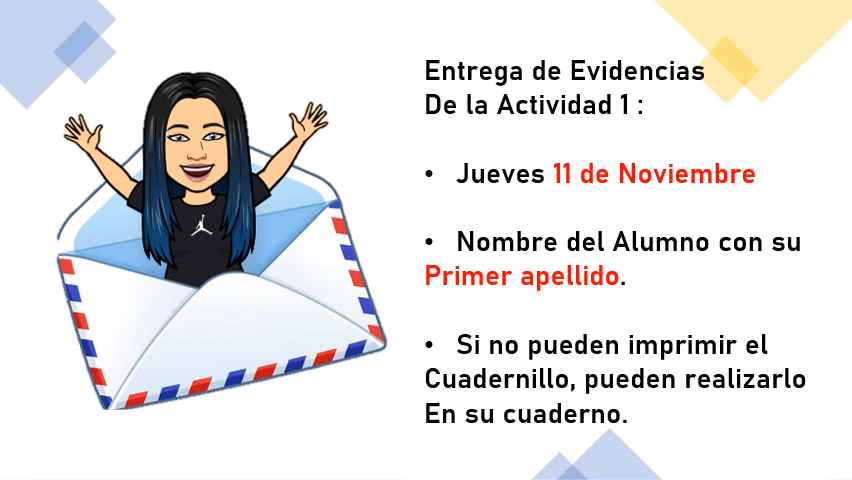 Entrega de Evidencias
De la Actividad 1 :
• Jueves 11 de Noviembre
• Nombre del Alumno con su
Primer apellido.
• Si no pueden imprimir el
Cuadernillo, pueden realizarlo
En su cuaderno.